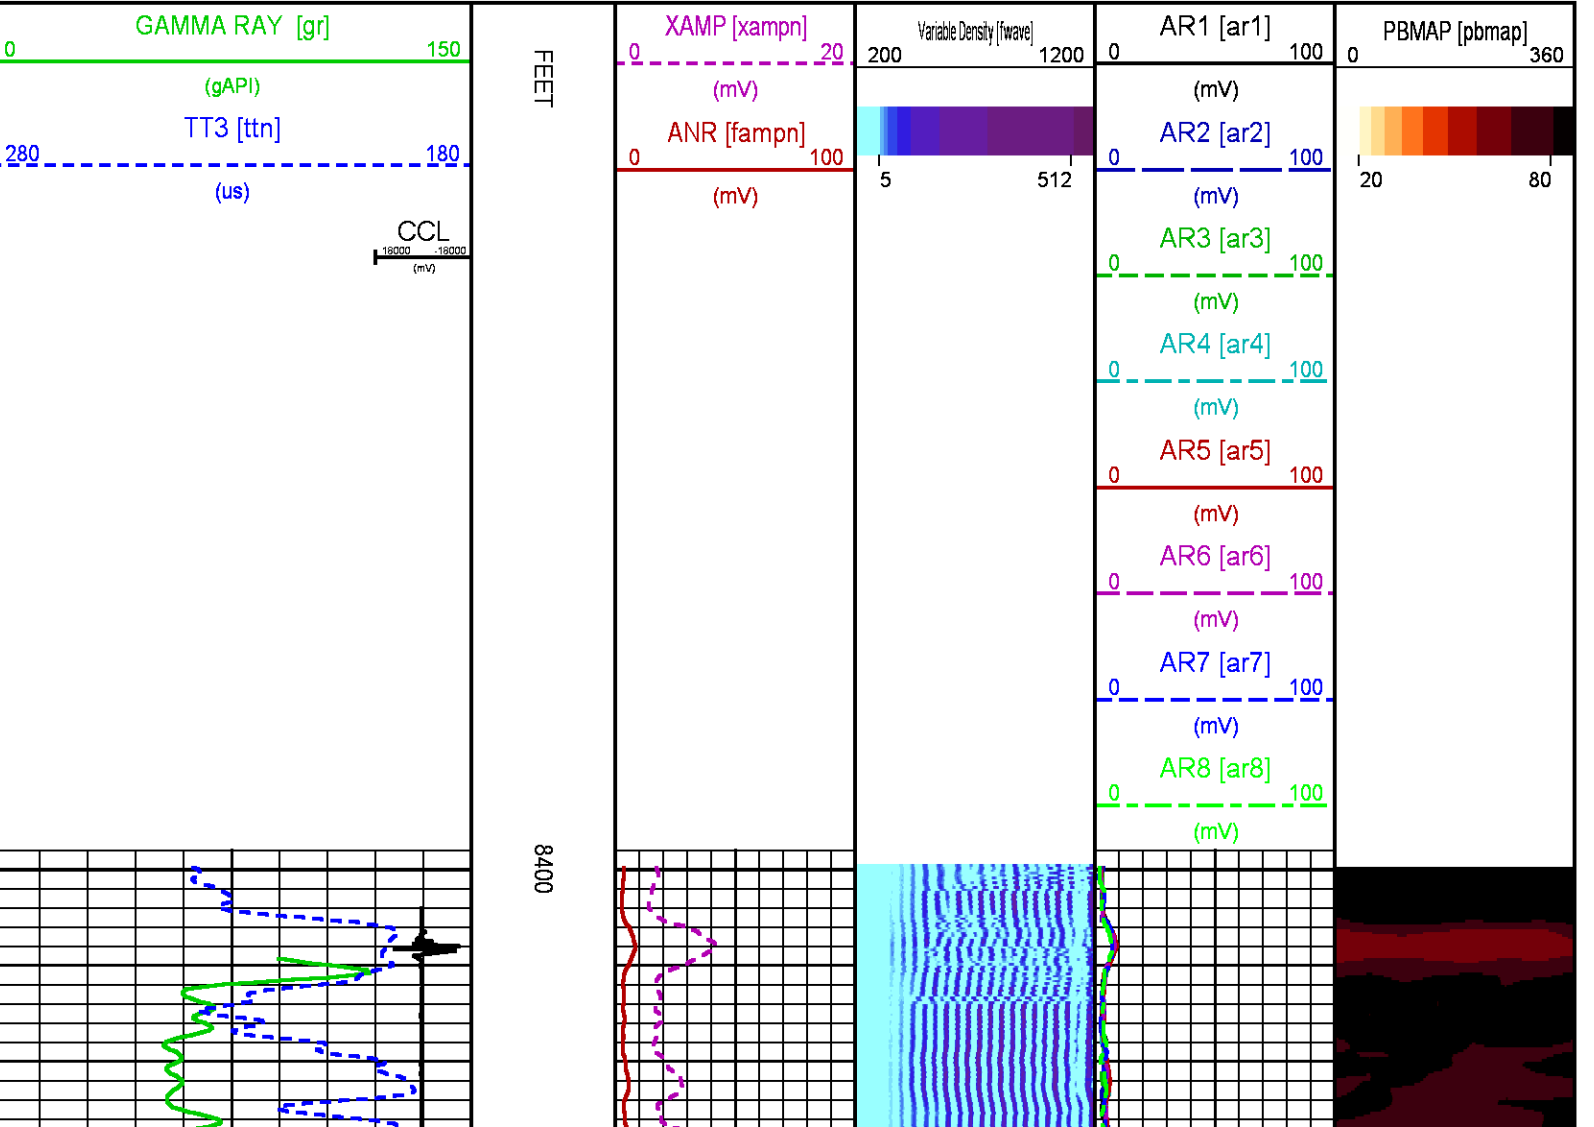 GAMMA RAY [gr]
0 150
(gAPI)
TT3 [ttn]
280 180
(us)
CCL
18000 -18000
(mV)
FEET
8400
XAMP [xampn]
0 20
(mV)
ANR [fampn]
0 100
(mV)
Variable Density [fwave]
200 1200
5 512
AR1 [ar1]
0 100
(mV)
AR2 [ar2]
0 100
(mV)
AR3 [ar3]
0 100
(mV)
AR4 [ar4]
0 100
(mV)
AR5 [ar5]
0 100
(mV)
AR6 [ar6]
0 100
(mV)
AR7 [ar7]
0 100
(mV)
AR8 [ar8]
0 100
(mV)
PBMAP [pbmap]
0 360
20 80